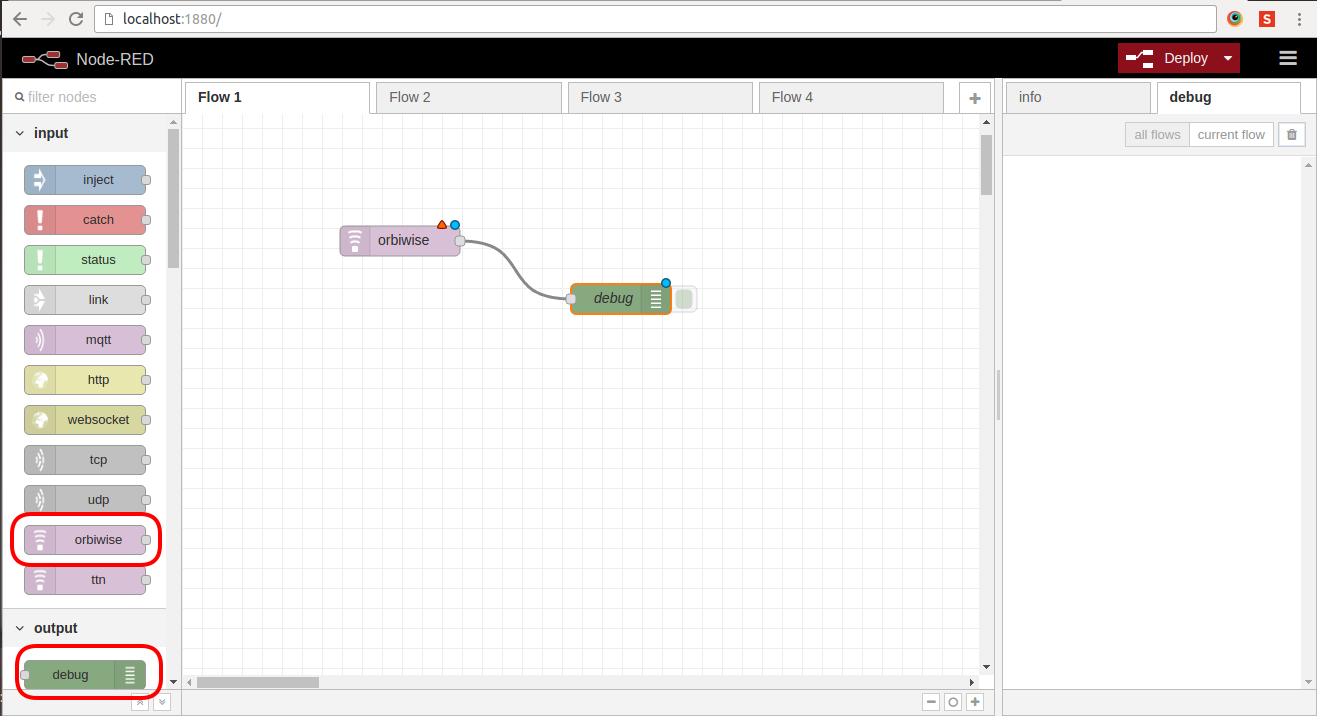 localhost:1880/
S
Node-RED
Deploy
filter nodes
Flow 1
Flow 2
Flow 3
Flow 4
info
debug
input
all flows
current flow
inject
catch
status
link
mqtt
http
websocket
tcp
udp
orbiwise
ttn
output
debug
orbiwise
debug